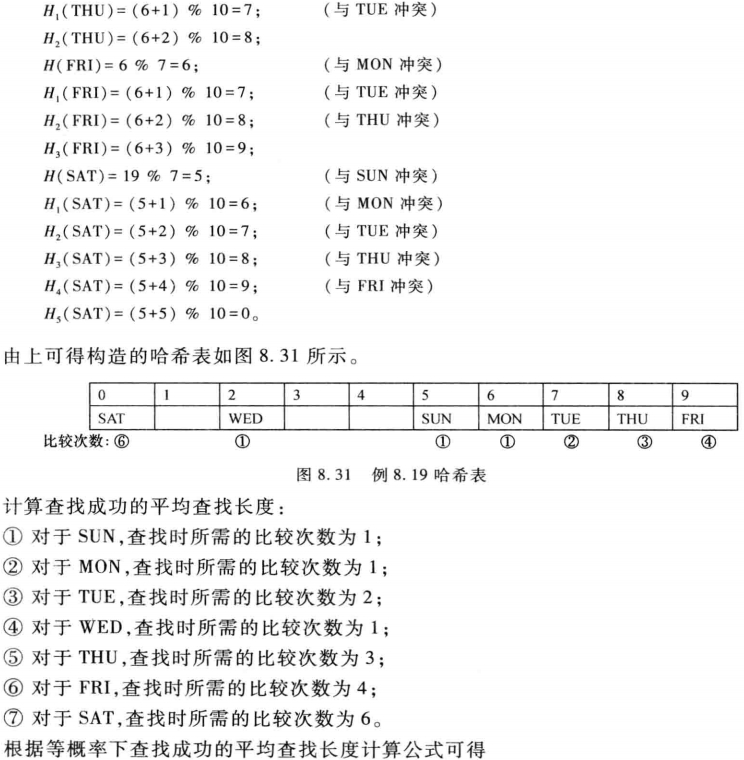 H₁(THU)=(6+1) % 10=7; (与 TUE 冲突)
H₂(THU)=(6+2) % 10=8;
H(FRI)=6 % 7=6; (与 MON 冲突)
H₁(FRI)=(6+1) % 10=7; (与 TUE 冲突)
H₂(FRI)=(6+2) % 10=8; (与 THU 冲突)
H₃(FRI)=(6+3) % 10=9;
H(SAT)=19 % 7=5; (与 SUN 冲突)
H₁(SAT)=(5+1) % 10=6; (与 MON 冲突)
H₂(SAT)=(5+2) % 10=7; (与 TUE 冲突)
H₃(SAT)=(5+3) % 10=8; (与 THU 冲突)
H₄(SAT)=(5+4) % 10=9; (与 FRI 冲突)
H₅(SAT)=(5+5) % 10=0。
由上可得构造的哈希表如图 8.31 所示。
0 1 2 3 4 5 6 7 8 9
SAT WED SUN MON TUE THU FRI
比较次数:⑥ ① ① ① ② ③ ④
图 8.31 例 8.19 哈希表
计算查找成功的平均查找长度:
① 对于 SUN,查找时所需的比较次数为 1;
② 对于 MON,查找时所需的比较次数为 1;
③ 对于 TUE,查找时所需的比较次数为 2;
④ 对于 WED,查找时所需的比较次数为 1;
⑤ 对于 THU,查找时所需的比较次数为 3;
⑥ 对于 FRI,查找时所需的比较次数为 4;
⑦ 对于 SAT,查找时所需的比较次数为 6。
根据等概率下查找成功的平均查找长度计算公式可得